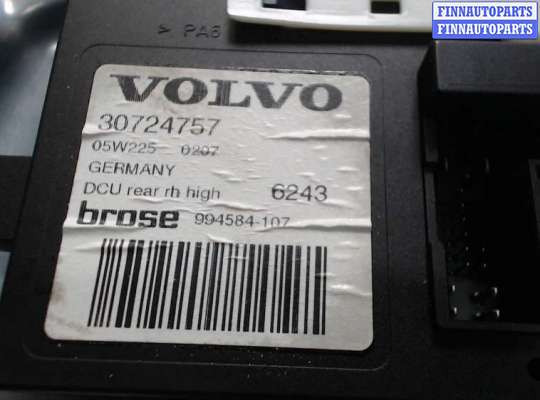 FINNAUTOPARTS
FINNAUTOPARTS
> PA6
VOLVO
30724757
05W225 0207
GERMANY
DCU rear rh high 6243
brose 994584-107